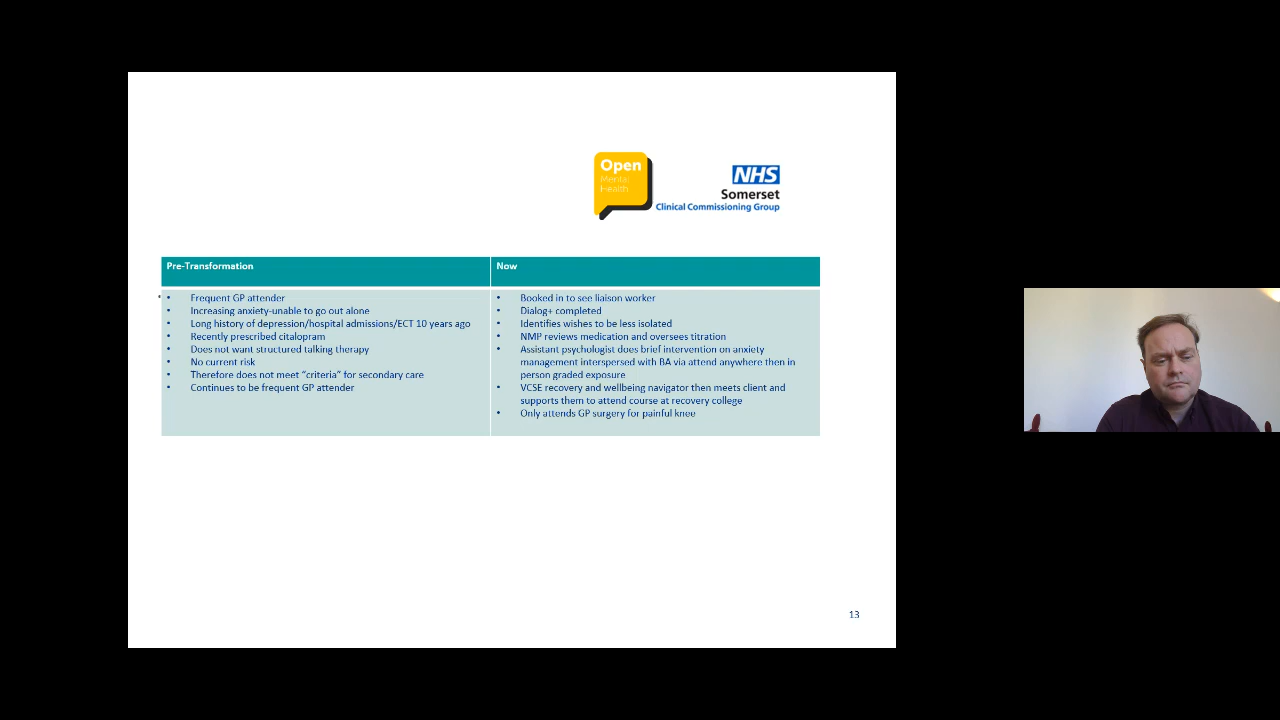 Open
Mental
Health
NHS
Somerset
Clinical Commissioning Group
Pre-Transformation
• Frequent GP attender
• Increasing anxiety-unable to go out alone
• Long history of depression/hospital admissions/ECT 10 years ago
• Recently prescribed citalopram
• Does not want structured talking therapy
• No current risk
• Therefore does not meet “criteria” for secondary care
• Continues to be frequent GP attender
Now
• Booked in to see liaison worker
• Dialog+ completed
• Identifies wishes to be less isolated
• NMP reviews medication and oversees titration
• Assistant psychologist does brief intervention on anxiety
management interspersed with BA via attend anywhere then in
person graded exposure
• VCSE recovery and wellbeing navigator then meets client and
supports them to attend course at recovery college
• Only attends GP surgery for painful knee
13